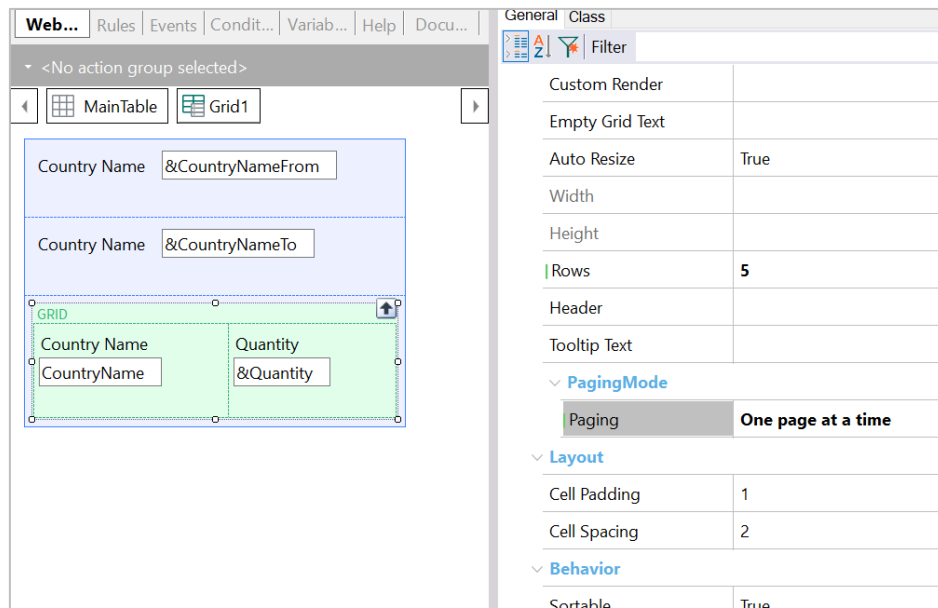 Web... Rules Events Condit... Variab... Help Docu...
<No action group selected>
MainTable Grid1
Country Name &CountryNameFrom
Country Name &CountryNameTo
GRID
Country Name Quantity
CountryName &Quantity
General Class
A Z Filter
Custom Render
Empty Grid Text
Auto Resize True
Width
Height
Rows 5
Header
Tooltip Text
PagingMode
Paging One page at a time
Layout
Cell Padding 1
Cell Spacing 2
Behavior
Sortable True